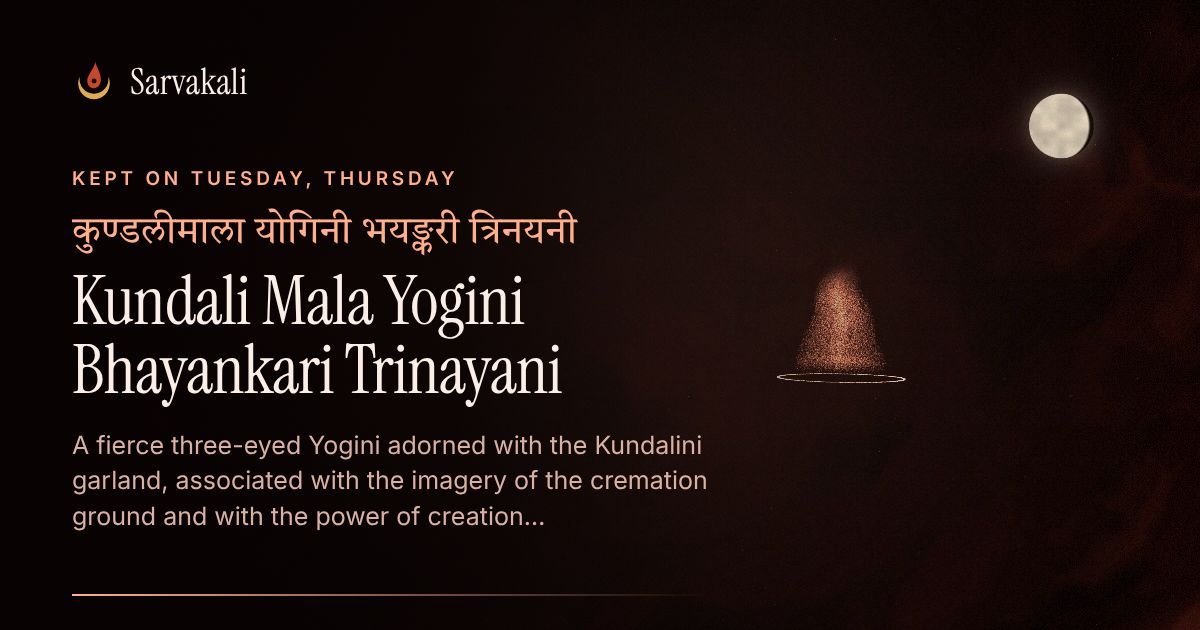 Sarvakali
KEPT ON TUESDAY, THURSDAY
कुण्डलीमाला योगिनी भयङ्करी त्रिनयनी
Kundali Mala Yogini
Bhayankari Trinayani
A fierce three-eyed Yogini adorned with the Kundalini
garland, associated with the imagery of the cremation
ground and with the power of creation...